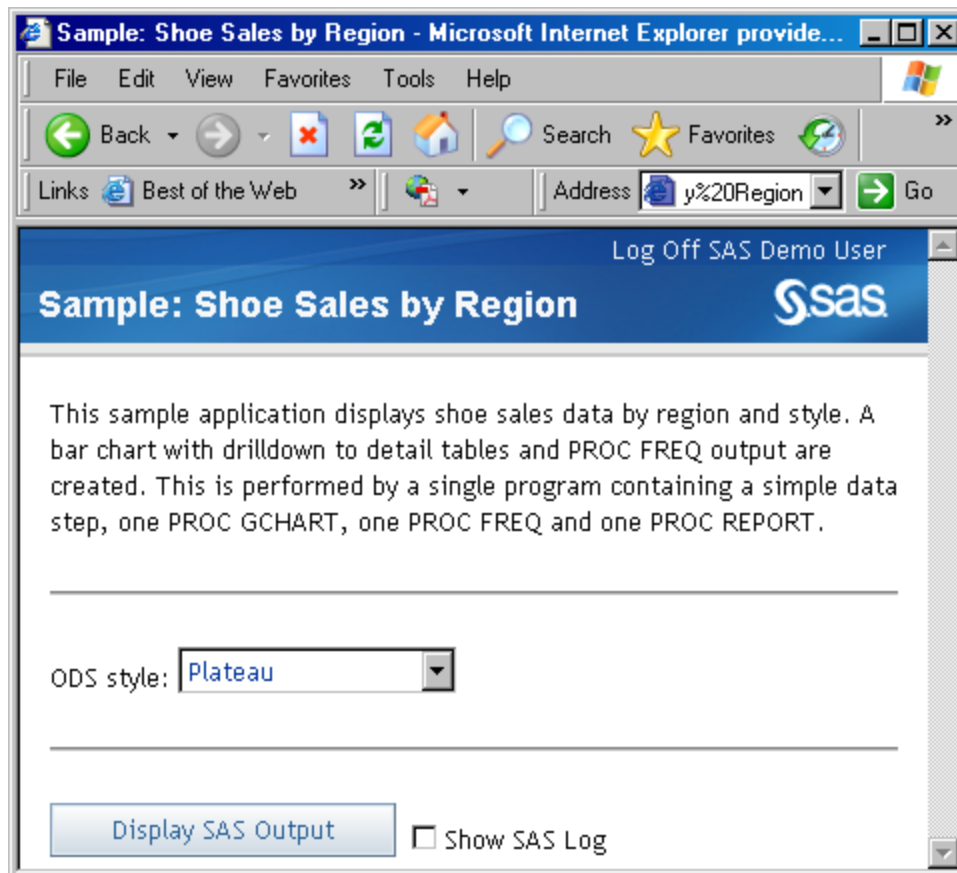 Sample: Shoe Sales by Region - Microsoft Internet Explorer provide...
File Edit View Favorites Tools Help
Back Search Favorites »
Links Best of the Web » Address y%20Region Go
Log Off SAS Demo User
Sample: Shoe Sales by Region
sas
This sample application displays shoe sales data by region and style. A
bar chart with drilldown to detail tables and PROC FREQ output are
created. This is performed by a single program containing a simple data
step, one PROC GCHART, one PROC FREQ and one PROC REPORT.
ODS style: Plateau
Display SAS Output Show SAS Log